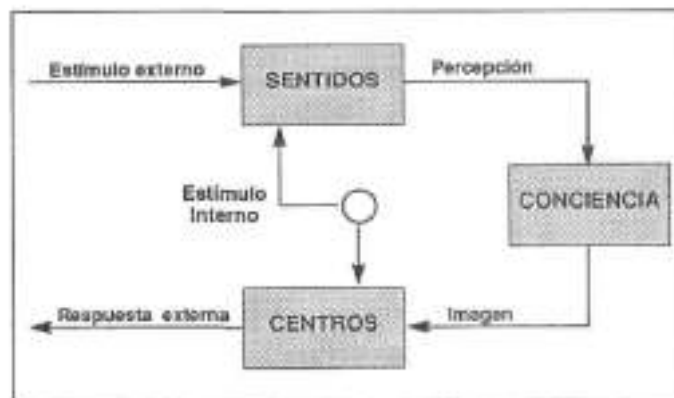 Estímulo externo
SENTIDOS
Percepción
Estímulo
Interno
CONCIENCIA
Respuesta externa
CENTROS
Imagen